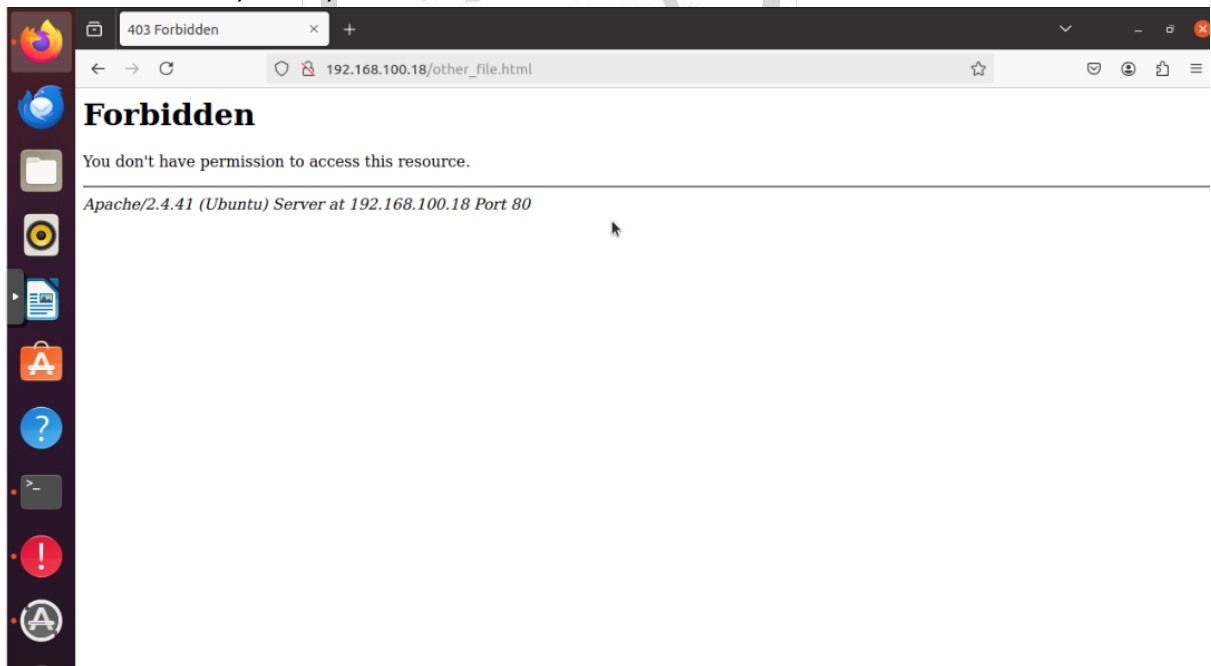 403 Forbidden
192.168.100.18/other_file.html
Forbidden
You don't have permission to access this resource.
Apache/2.4.41 (Ubuntu) Server at 192.168.100.18 Port 80